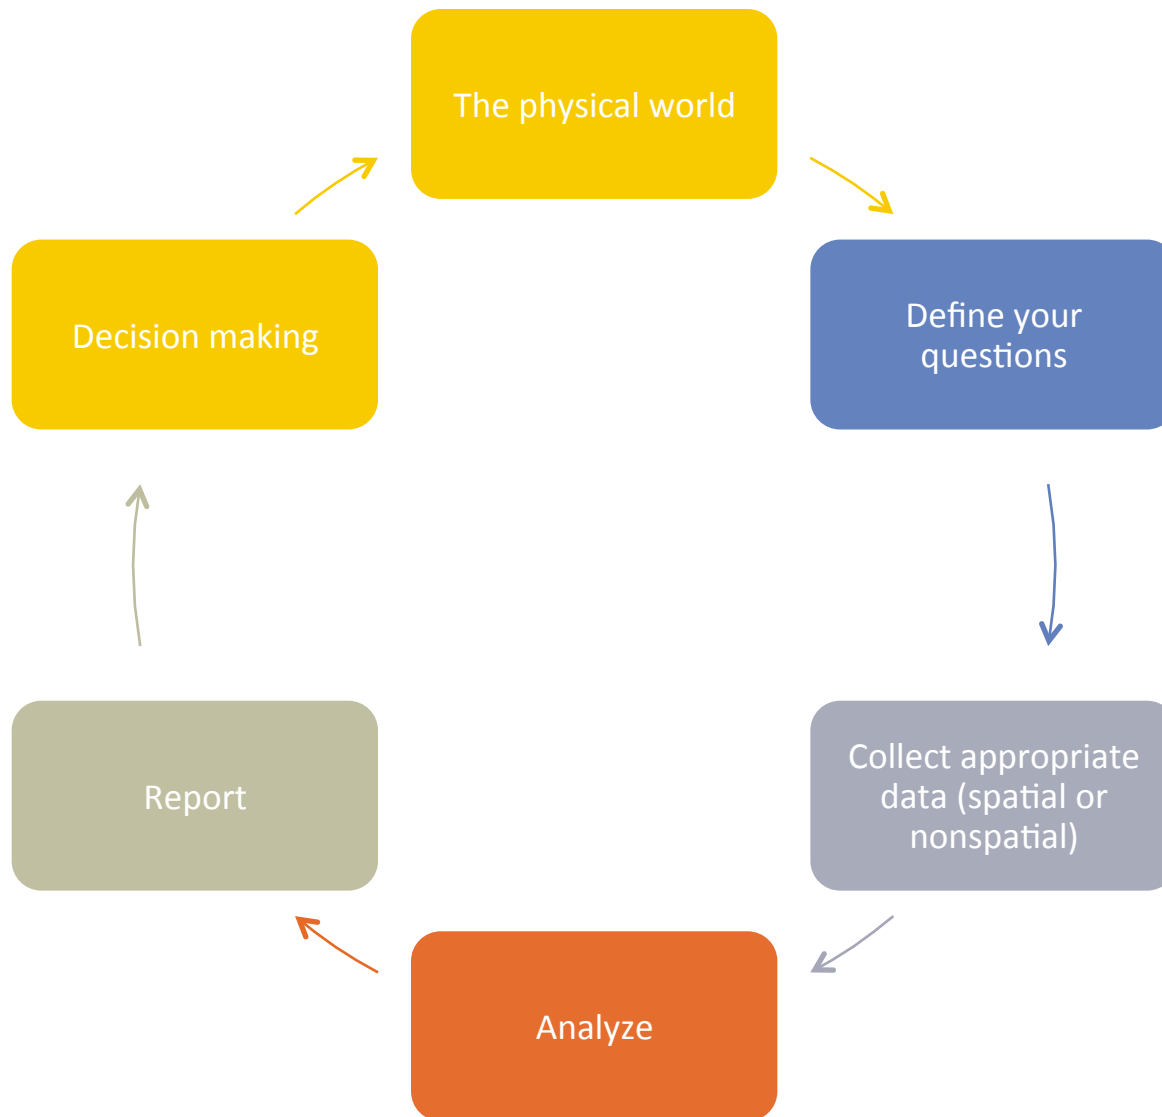 The physical world
Define your
questions
Collect appropriate
data (spatial or
nonspatial)
Analyze
Report
Decision making